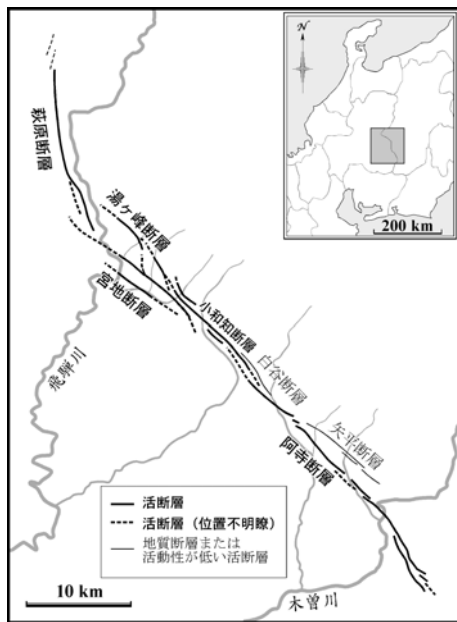 N
200 km
萩原断層
湯ヶ峰断層
宮地断層
小和知断層
白谷断層
飛騨川
矢平断層
阿寺断層
活断層
活断層（位置不明瞭）
地質断層または
活動性が低い活断層
10 km
木曽川